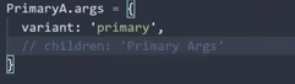 PrimaryA.args = {
  variant: 'primary',
  // children: 'Primary Args'
}